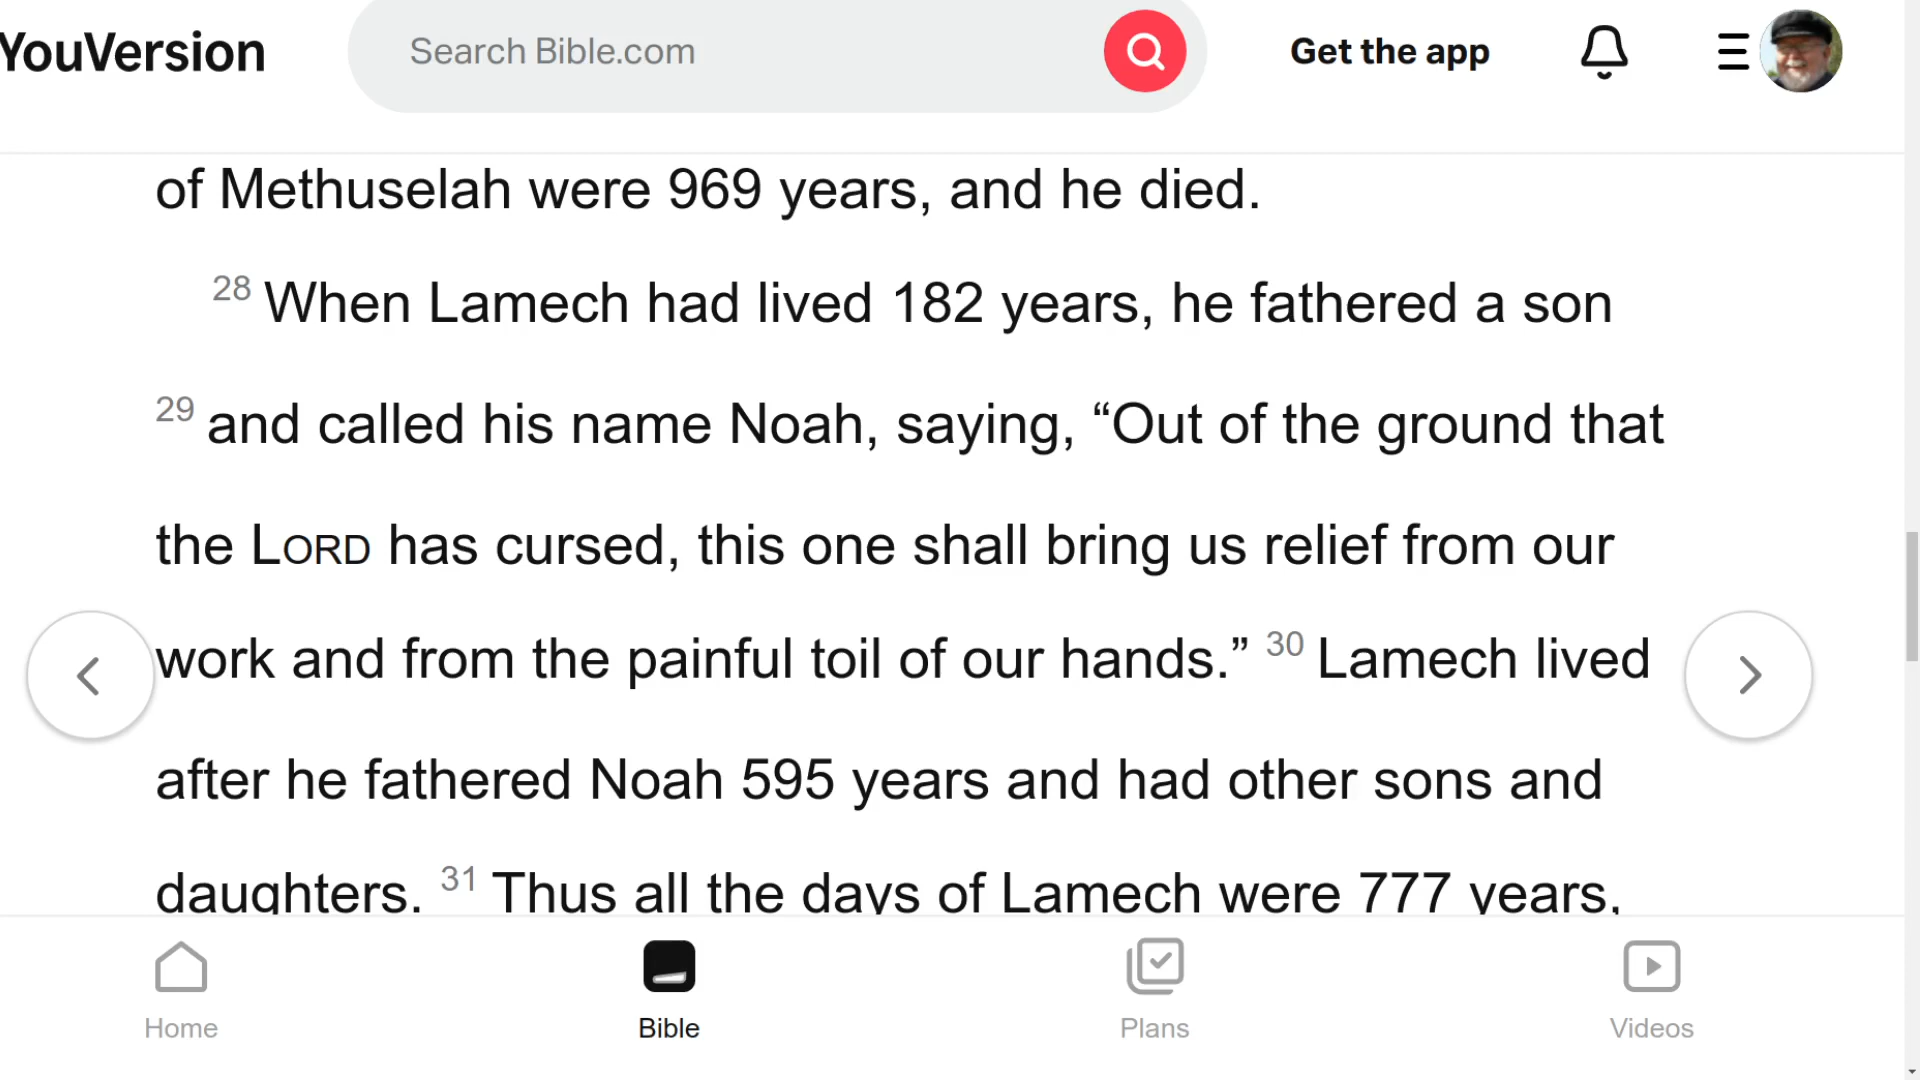 YouVersion
Search Bible.com
Get the app
of Methuselah were 969 years, and he died.
28 When Lamech had lived 182 years, he fathered a son
29 and called his name Noah, saying, “Out of the ground that
the LORD has cursed, this one shall bring us relief from our
work and from the painful toil of our hands.” 30 Lamech lived
after he fathered Noah 595 years and had other sons and
daughters. 31 Thus all the days of Lamech were 777 years,
Home
Bible
Plans
Videos